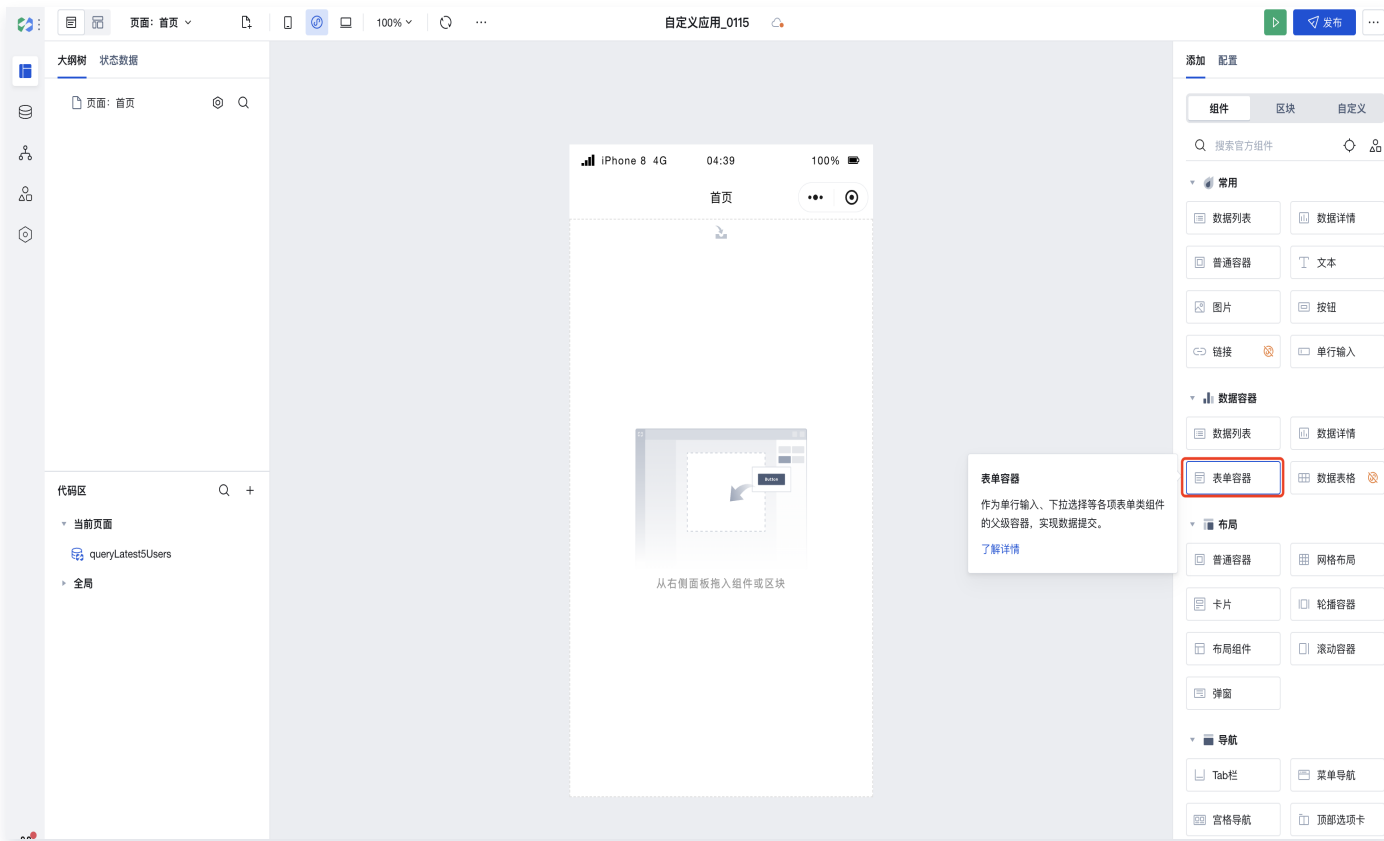 页面：首页
100%
自定义应用_0115
发布
大纲树 状态数据
页面：首页
代码区
当前页面
queryLatest5Users
全局
iPhone 8 4G 04:39 100%
首页
Button
从右侧面板拖入组件或区块
表单容器
作为单行输入、下拉选择等各项表单类组件
的父级容器，实现数据提交。
了解详情
添加 配置
组件 区块 自定义
搜索官方组件
常用
数据列表 数据详情
普通容器 文本
图片 按钮
链接 单行输入
数据容器
数据列表 数据详情
表单容器 数据表格
布局
普通容器 网格布局
卡片 轮播容器
布局组件 滚动容器
弹窗
导航
Tab栏 菜单导航
宫格导航 顶部选项卡